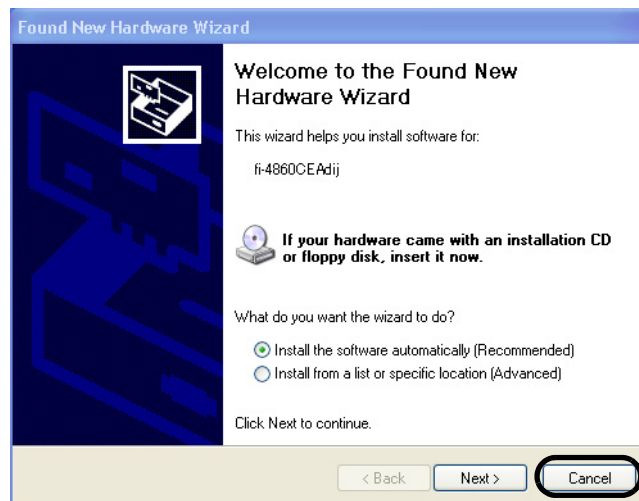 Found New Hardware Wizard
Welcome to the Found New
Hardware Wizard
This wizard helps you install software for:
fi-4860CEAdij
If your hardware came with an installation CD
or floppy disk, insert it now.
What do you want the wizard to do?
Install the software automatically (Recommended)
Install from a list or specific location (Advanced)
Click Next to continue.
< Back Next > Cancel